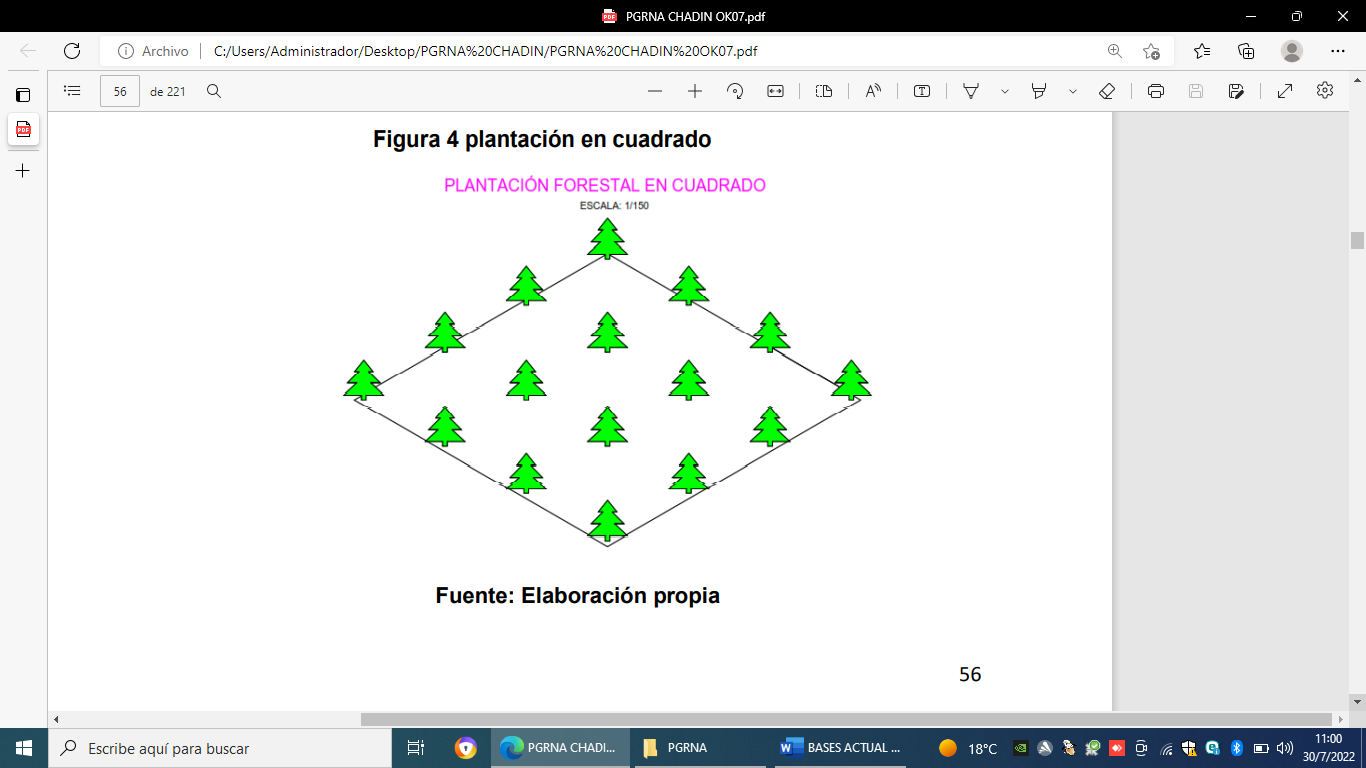 PGRNA CHADIN OK07.pdf
Archivo | C:/Users/Administrador/Desktop/PGRNA%20CHADIN/PGRNA%20CHADIN%20OK07.pdf
56 de 221
Figura 4 plantación en cuadrado
PLANTACIÓN FORESTAL EN CUADRADO
ESCALA: 1/150
Fuente: Elaboración propia
56
Escribe aquí para buscar
PGRNA CHADI...
PGRNA
BASES ACTUAL ...
18°C
11:00
30/7/2022